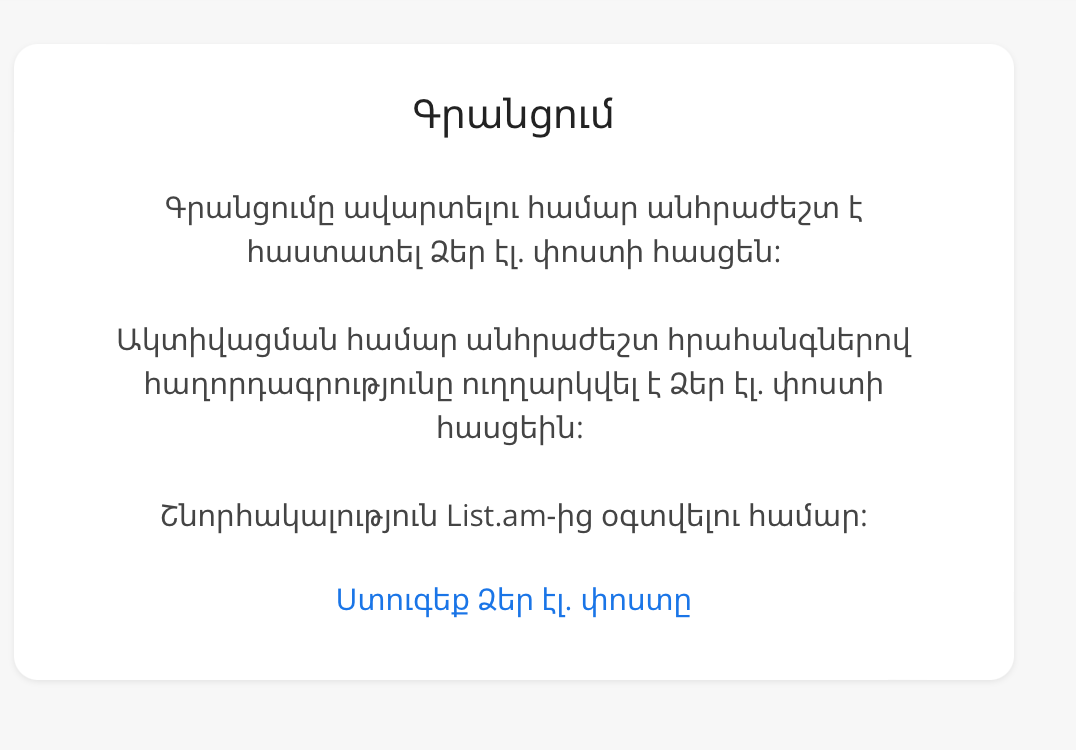 Գրանցում
Գրանցումը ավարտելու համար անհրաժեշտ է
հաստատել Ձեր էլ. փոստի հասցեն:
Ակտիվացման համար անհրաժեշտ հրահանգներով
հաղորդագրությունը ուղղարկվել է Ձեր էլ. փոստի
հասցեին:
Շնորհակալություն List.am-ից օգտվելու համար:
Ստուգեք Ձեր էլ. փոստը